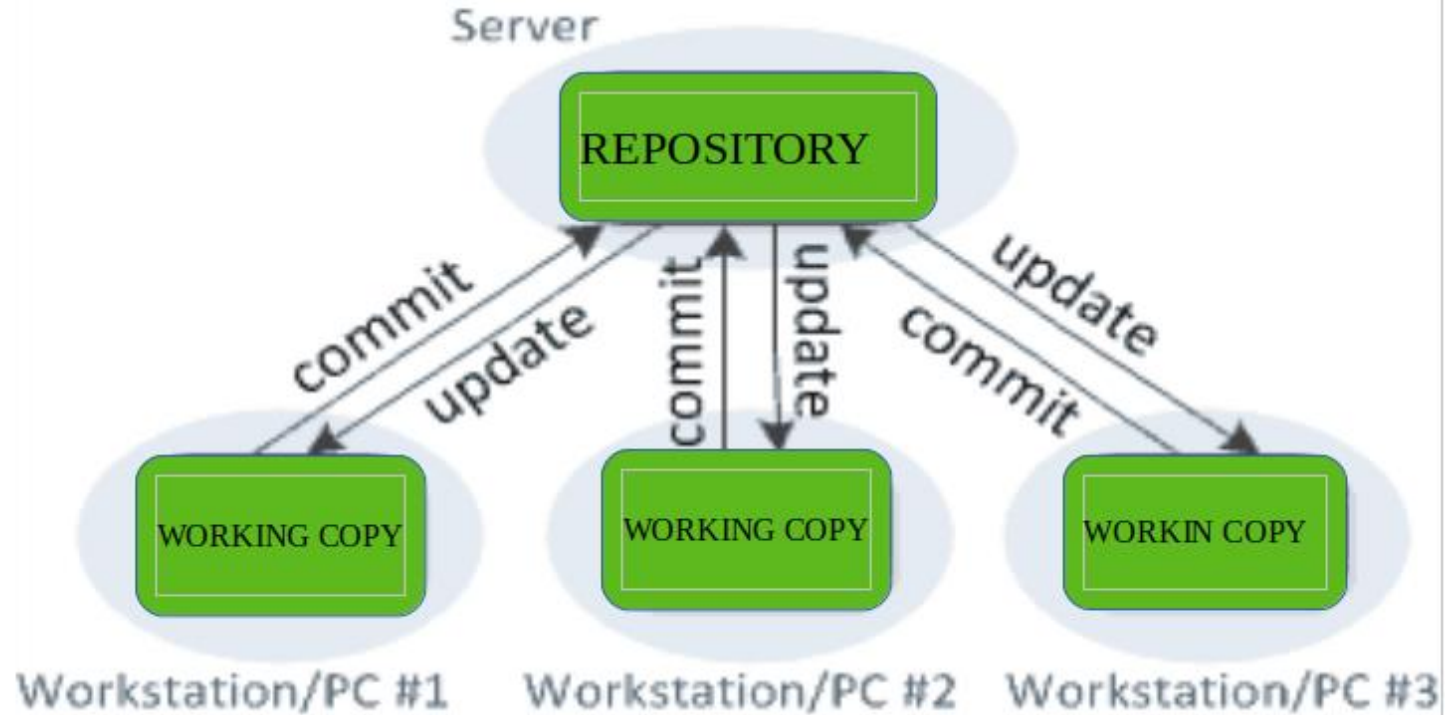 Server
REPOSITORY
commit
update
commit
update
commit
update
WORKING COPY
WORKING COPY
WORKIN COPY
Workstation/PC #1
Workstation/PC #2
Workstation/PC #3